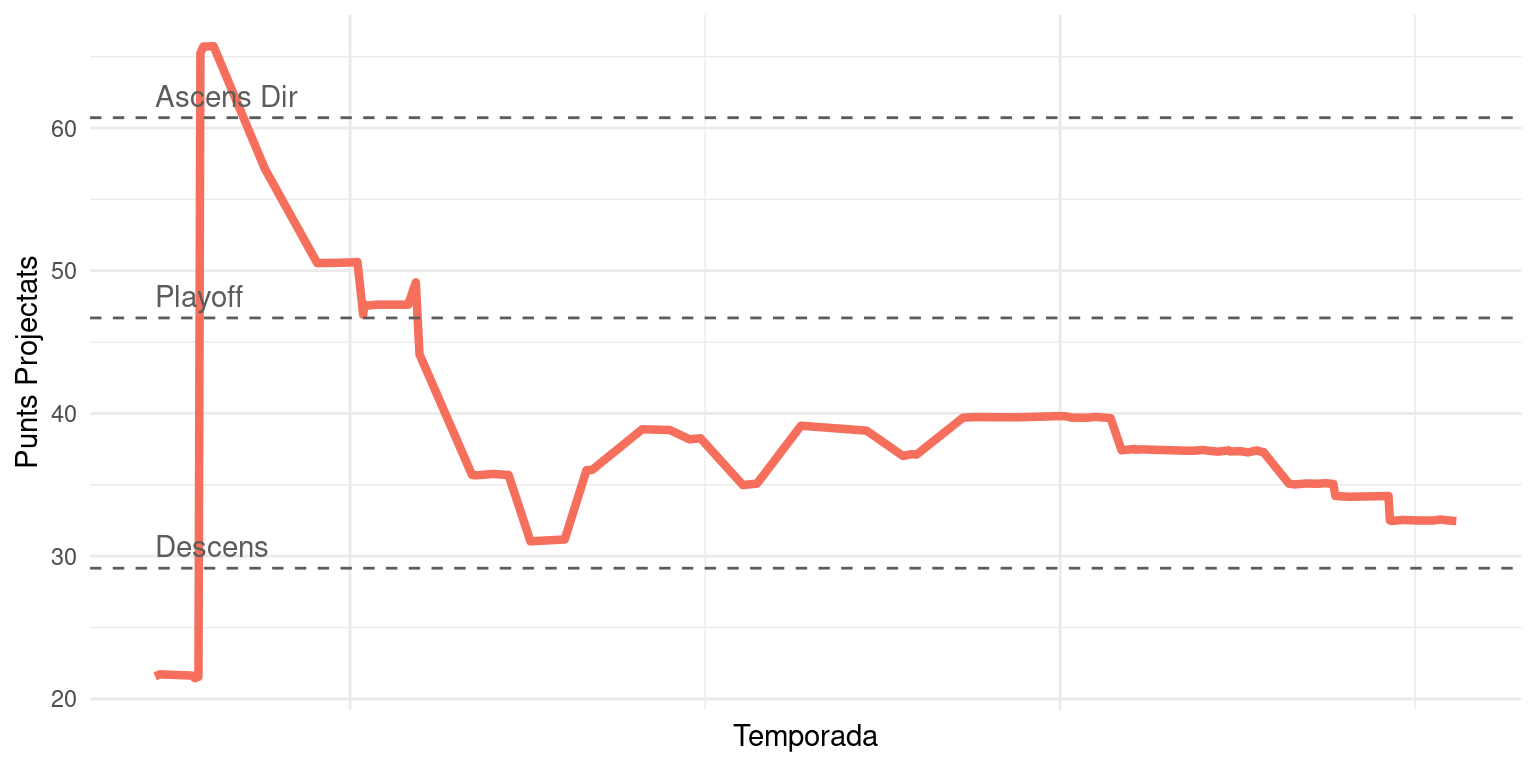 Ascens Dir
60
50
Playoff
Punts Projectats
40
Descens
30
20
Temporada